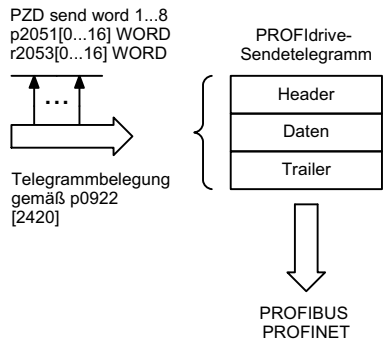 PZD send word 1...8
p2051[0...16] WORD
r2053[0...16] WORD
...
Telegrammbelegung
gemäß p0922
[2420]
PROFIdrive-
Sendetelegramm
Header
Daten
Trailer
PROFIBUS
PROFINET